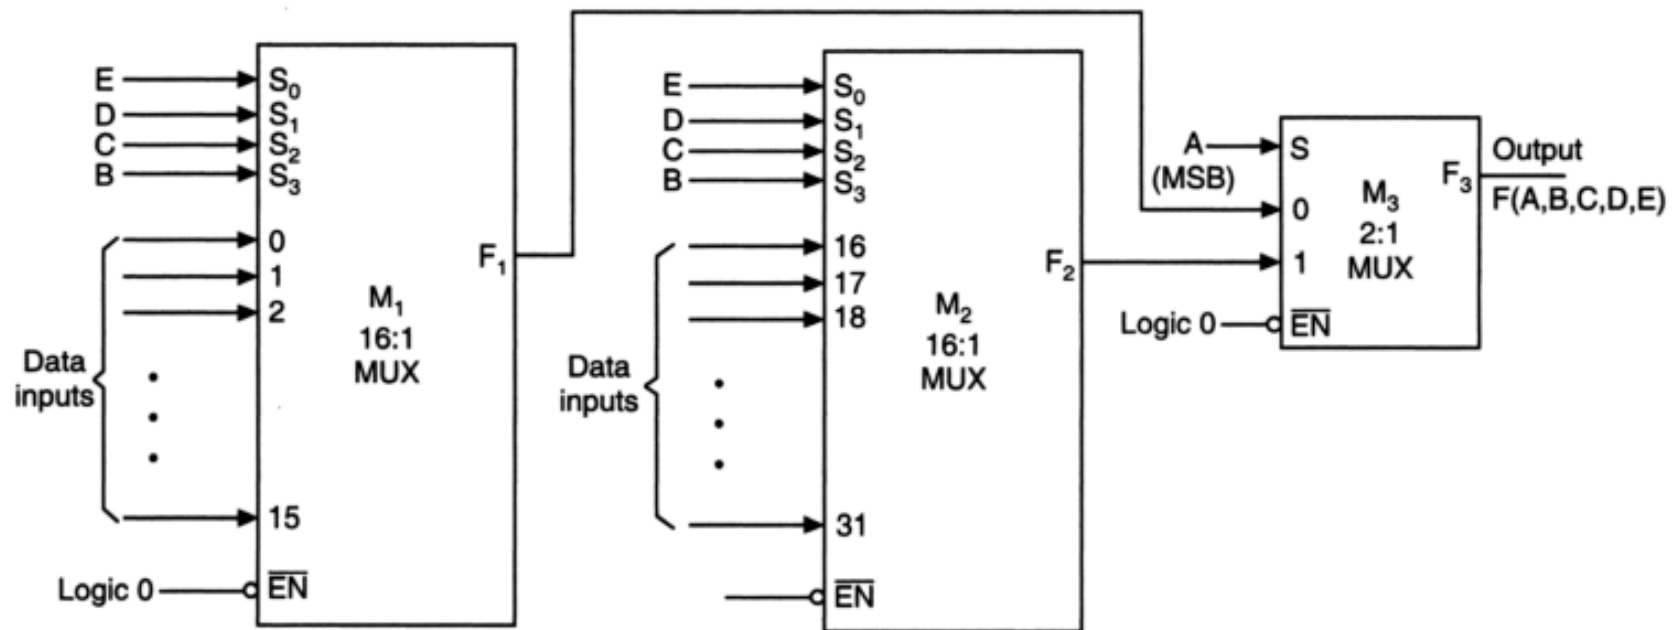 E
D
C
B
S0
S1
S2
S3
0
1
2
15
Data
inputs
Logic 0
EN
M1
16:1
MUX
F1
E
D
C
B
S0
S1
S2
S3
16
17
18
31
Data
inputs
EN
M2
16:1
MUX
F2
A
(MSB)
S
0
1
Logic 0
EN
M3
2:1
MUX
F3
Output
F(A,B,C,D,E)